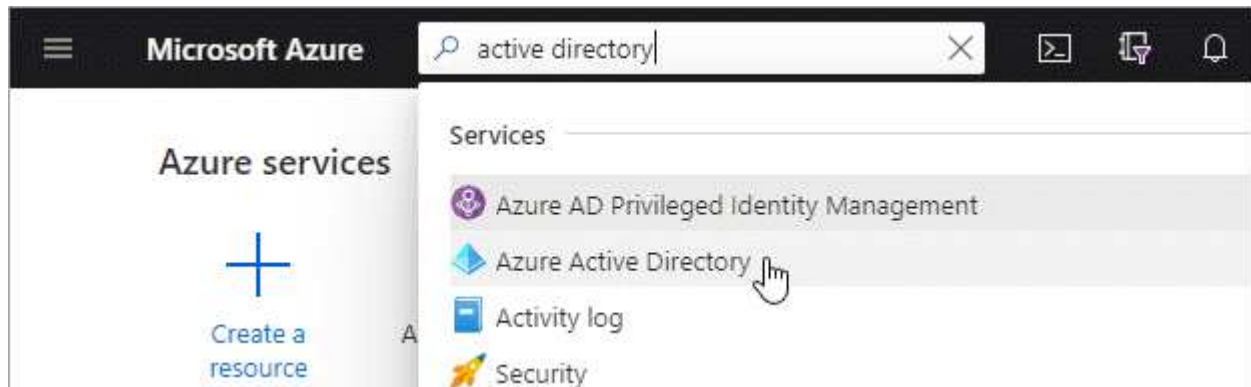 Microsoft Azure
active directory
Azure services
Services
Azure AD Privileged Identity Management
Azure Active Directory
Activity log
Security
Create a
resource
A